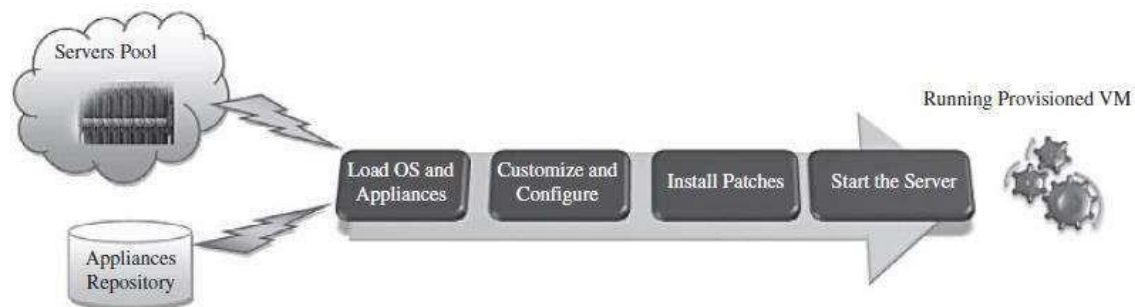 Servers Pool
Running Provisioned VM
Load OS and
Appliances
Customize and
Configure
Install Patches
Start the Server
Appliances
Repository